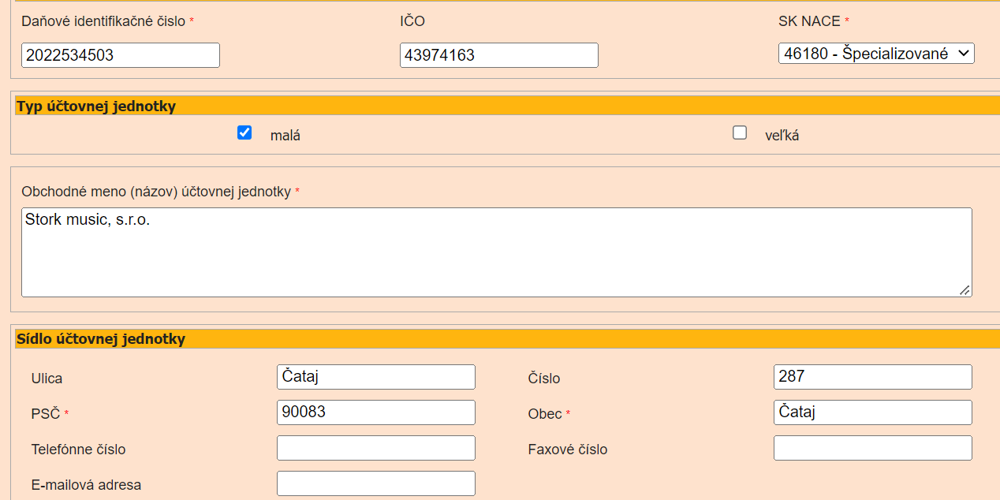 Daňové identifikačné čislo * IČO SK NACE *
2022534503 43974163 46180 - Špecializované
Typ účtovnej jednotky
malá veľká
Obchodné meno (názov) účtovnej jednotky *
Stork music, s.r.o.
Sídlo účtovnej jednotky
Ulica Čataj Číslo 287
PSČ * 90083 Obec * Čataj
Telefónne číslo Faxové číslo
E-mailová adresa